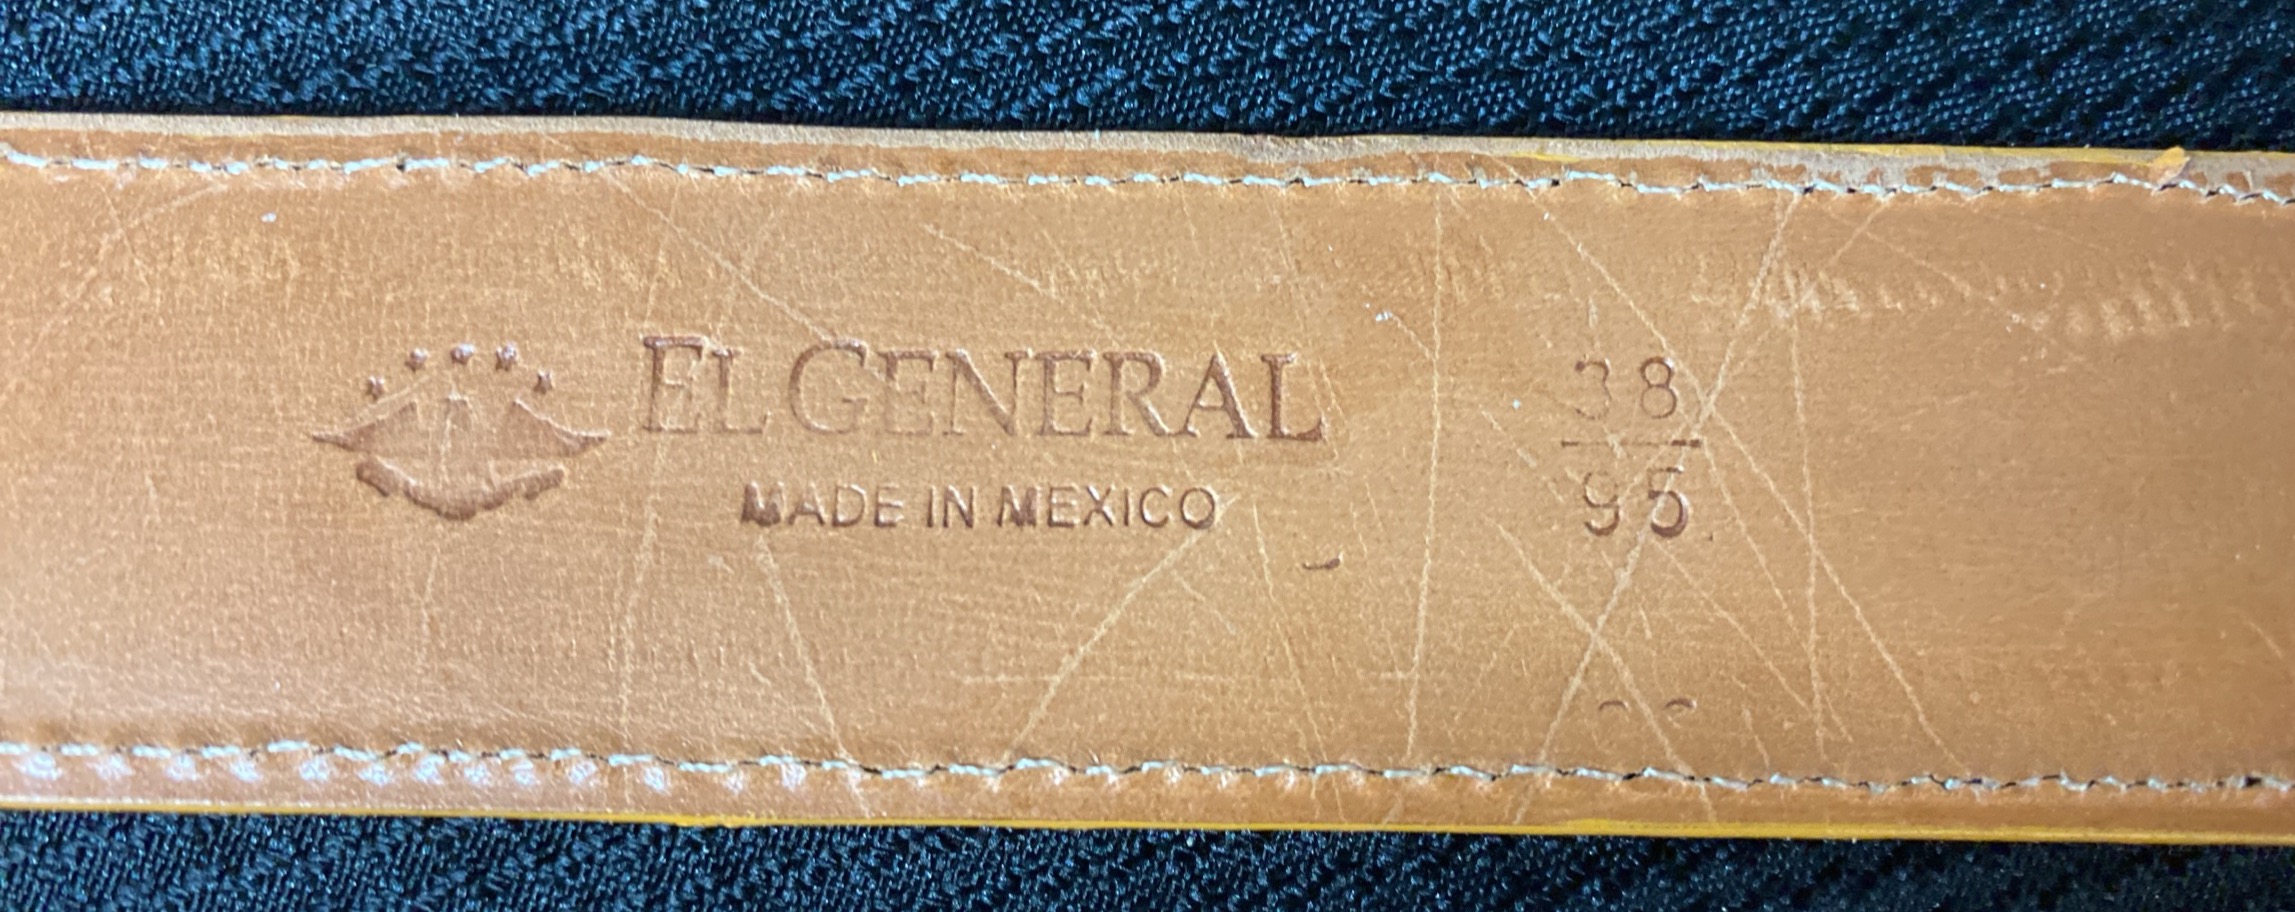 EL GENERAL
MADE IN MEXICO
38
95